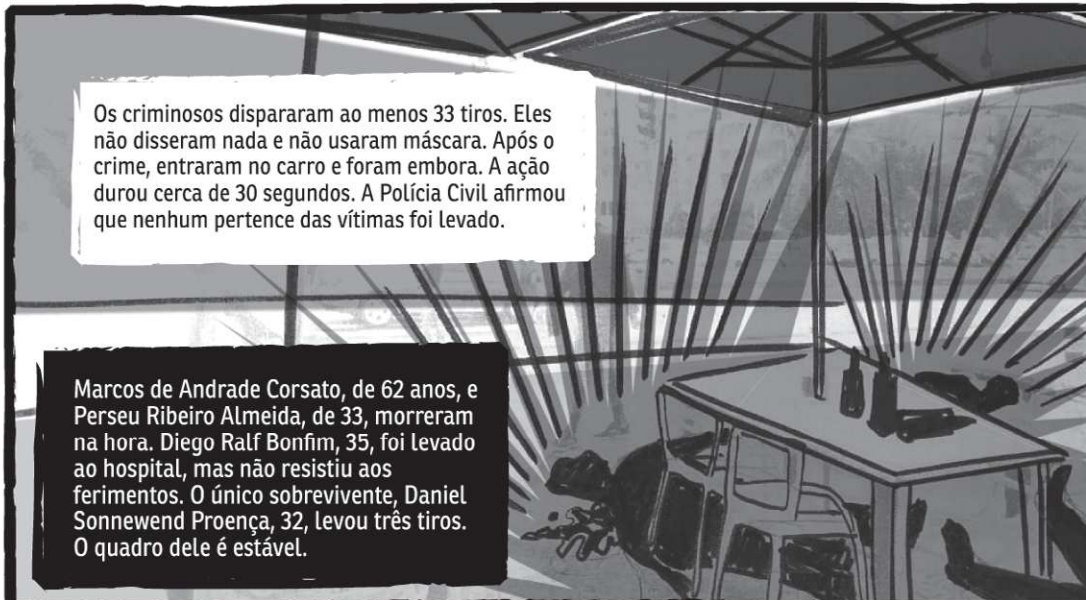 Os criminosos dispararam ao menos 33 tiros. Eles
não disseram nada e não usaram máscara. Após o
crime, entraram no carro e foram embora. A ação
durou cerca de 30 segundos. A Polícia Civil afirmou
que nenhum pertence das vítimas foi levado.
Marcos de Andrade Corsato, de 62 anos, e
Perseu Ribeiro Almeida, de 33, morreram
na hora. Diego Ralf Bonfim, 35, foi levado
ao hospital, mas não resistiu aos
ferimentos. O único sobrevivente, Daniel
Sonnewend Proença, 32, levou três tiros.
O quadro dele é estável.